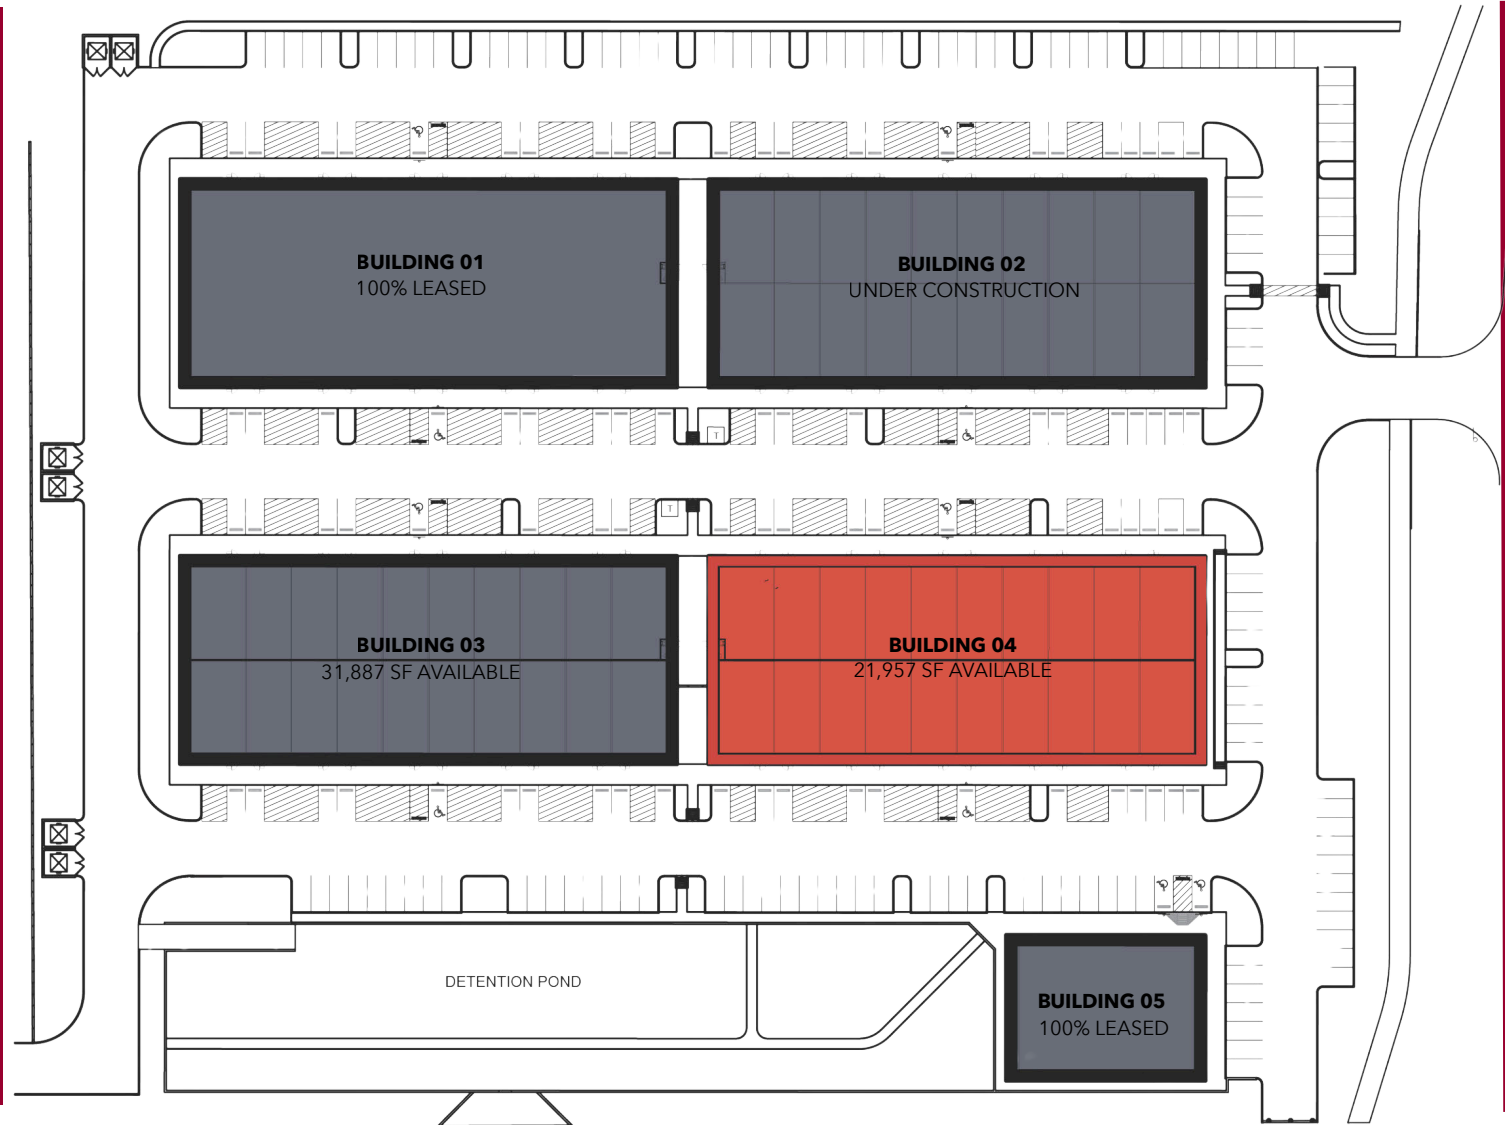 BUILDING 01
100% LEASED
BUILDING 02
UNDER CONSTRUCTION
T
T
BUILDING 03
31,887 SF AVAILABLE
BUILDING 04
21,957 SF AVAILABLE
DETENTION POND
BUILDING 05
100% LEASED